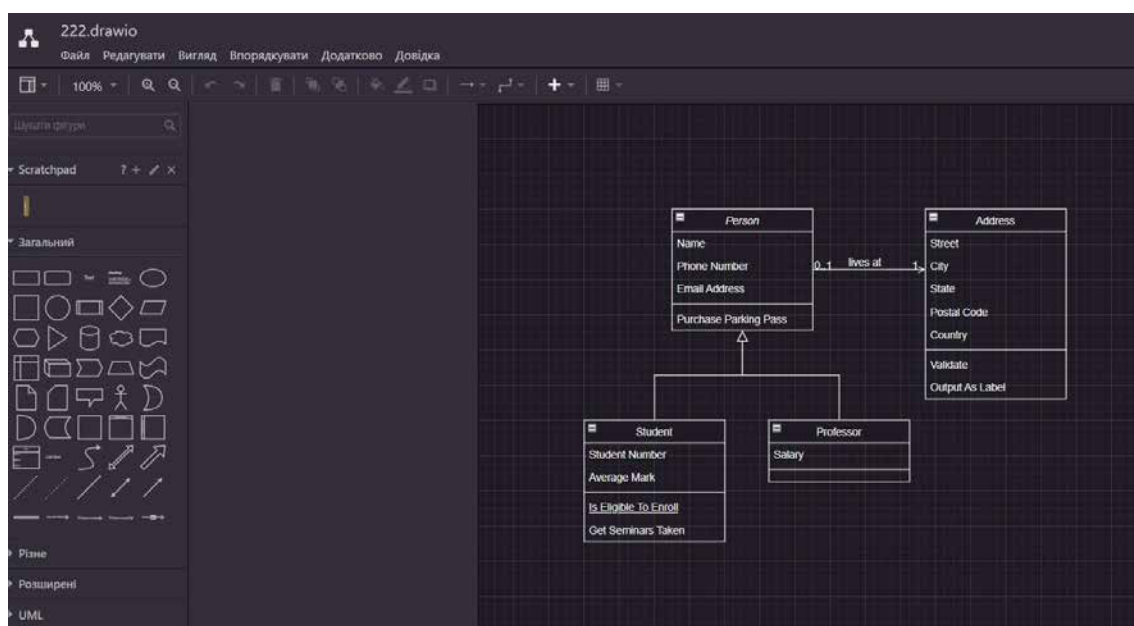 222.drawio
Файл Редагувати Вигляд Впорядкувати Додатково Довідка
100%
Шукати фігури
Scratchpad ? + ×
Загальний
Text
Різне
Розширені
UML
Person
Name
Phone Number
Email Address
Purchase Parking Pass
0..1 lives at 1
Address
Street
City
State
Postal Code
Country
Validate
Output As Label
Student
Student Number
Average Mark
Is Eligible To Enroll
Get Seminars Taken
Professor
Salary